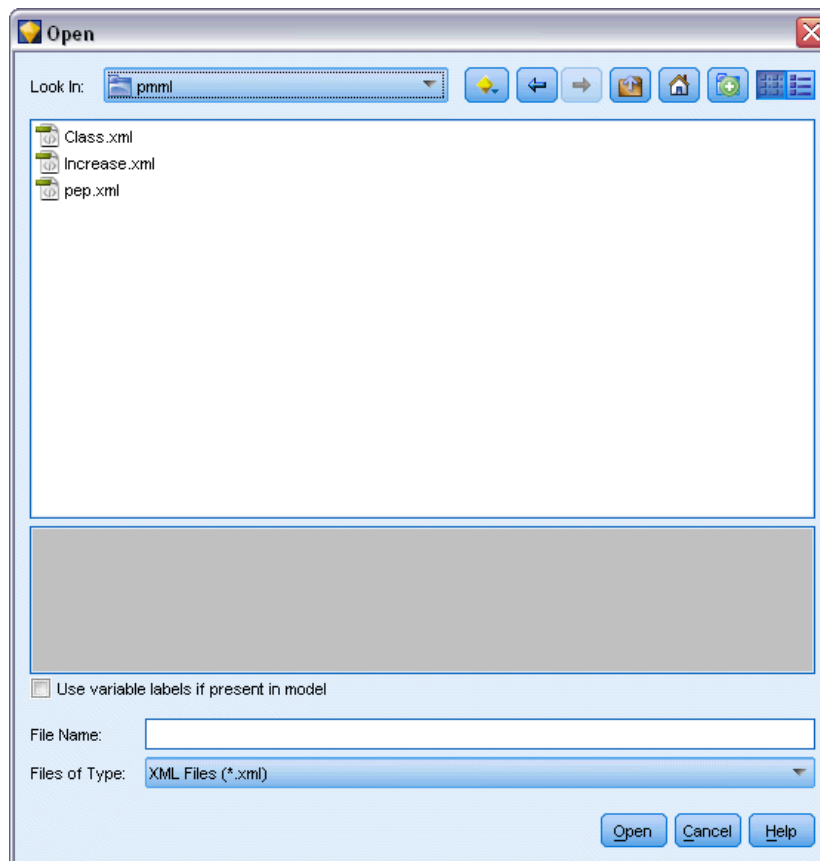 Open
Look In: pmml
Class.xml
Increase.xml
pep.xml
Use variable labels if present in model
File Name:
Files of Type: XML Files (*.xml)
Open Cancel Help